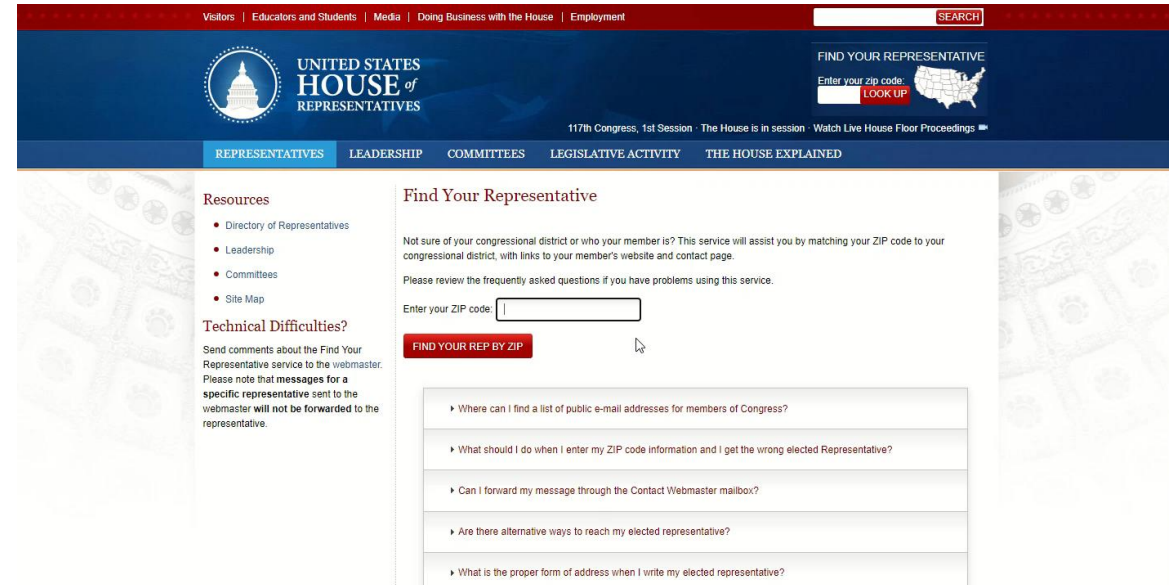 Visitors | Educators and Students | Media | Doing Business with the House | Employment
SEARCH
UNITED STATES
HOUSE of
REPRESENTATIVES
FIND YOUR REPRESENTATIVE
Enter your zip code:
LOOK UP
117th Congress, 1st Session · The House is in session · Watch Live House Floor Proceedings
REPRESENTATIVES LEADERSHIP COMMITTEES LEGISLATIVE ACTIVITY THE HOUSE EXPLAINED
Resources
Directory of Representatives
Leadership
Committees
Site Map
Technical Difficulties?
Send comments about the Find Your
Representative service to the webmaster.
Please note that messages for a
specific representative sent to the
webmaster will not be forwarded to the
representative.
Find Your Representative
Not sure of your congressional district or who your member is? This service will assist you by matching your ZIP code to your
congressional district, with links to your member's website and contact page.
Please review the frequently asked questions if you have problems using this service.
Enter your ZIP code:
FIND YOUR REP BY ZIP
Where can I find a list of public e-mail addresses for members of Congress?
What should I do when I enter my ZIP code information and I get the wrong elected Representative?
Can I forward my message through the Contact Webmaster mailbox?
Are there alternative ways to reach my elected representative?
What is the proper form of address when I write my elected representative?